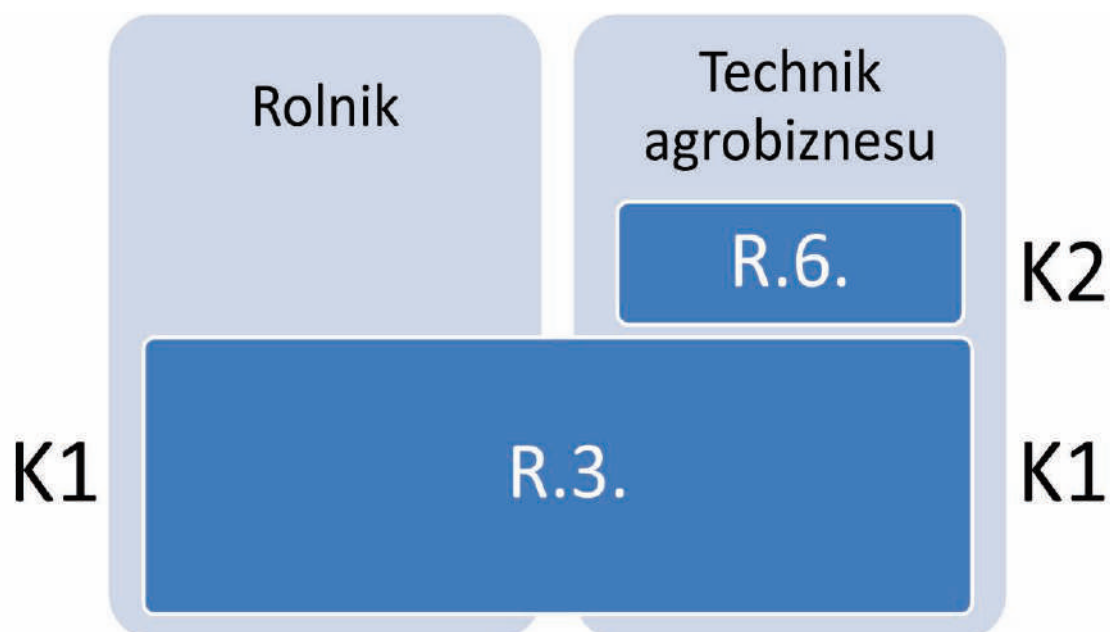 Rolnik
Technik
agrobiznesu
R.6.
K2
K1
R.3.
K1